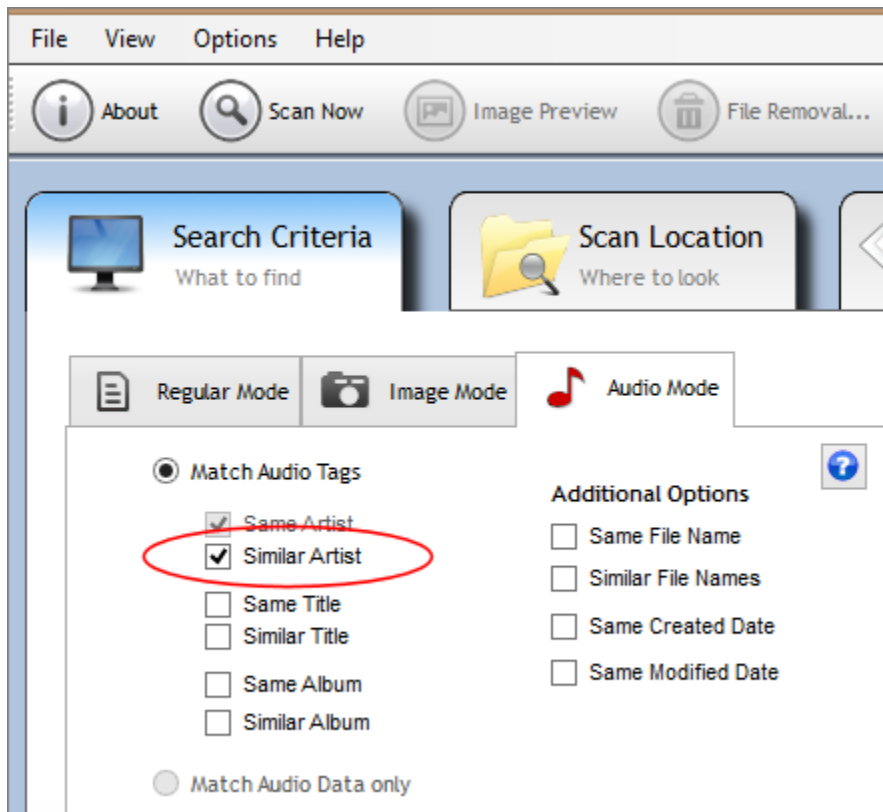 File View Options Help
About Scan Now Image Preview File Removal...
Search Criteria
What to find
Scan Location
Where to look
Regular Mode Image Mode Audio Mode
Match Audio Tags
Same Artist
Similar Artist
Same Title
Similar Title
Same Album
Similar Album
Match Audio Data only
Additional Options
Same File Name
Similar File Names
Same Created Date
Same Modified Date